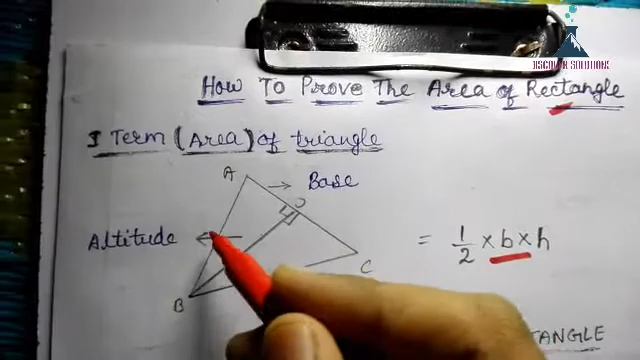 DISCOVER SOLUTIONS
How To Prove The Area of Rectangle
I Term (Area) of triangle
A
Base
D
Altitude
= 1/2 × b × h
C
B
TANGLE